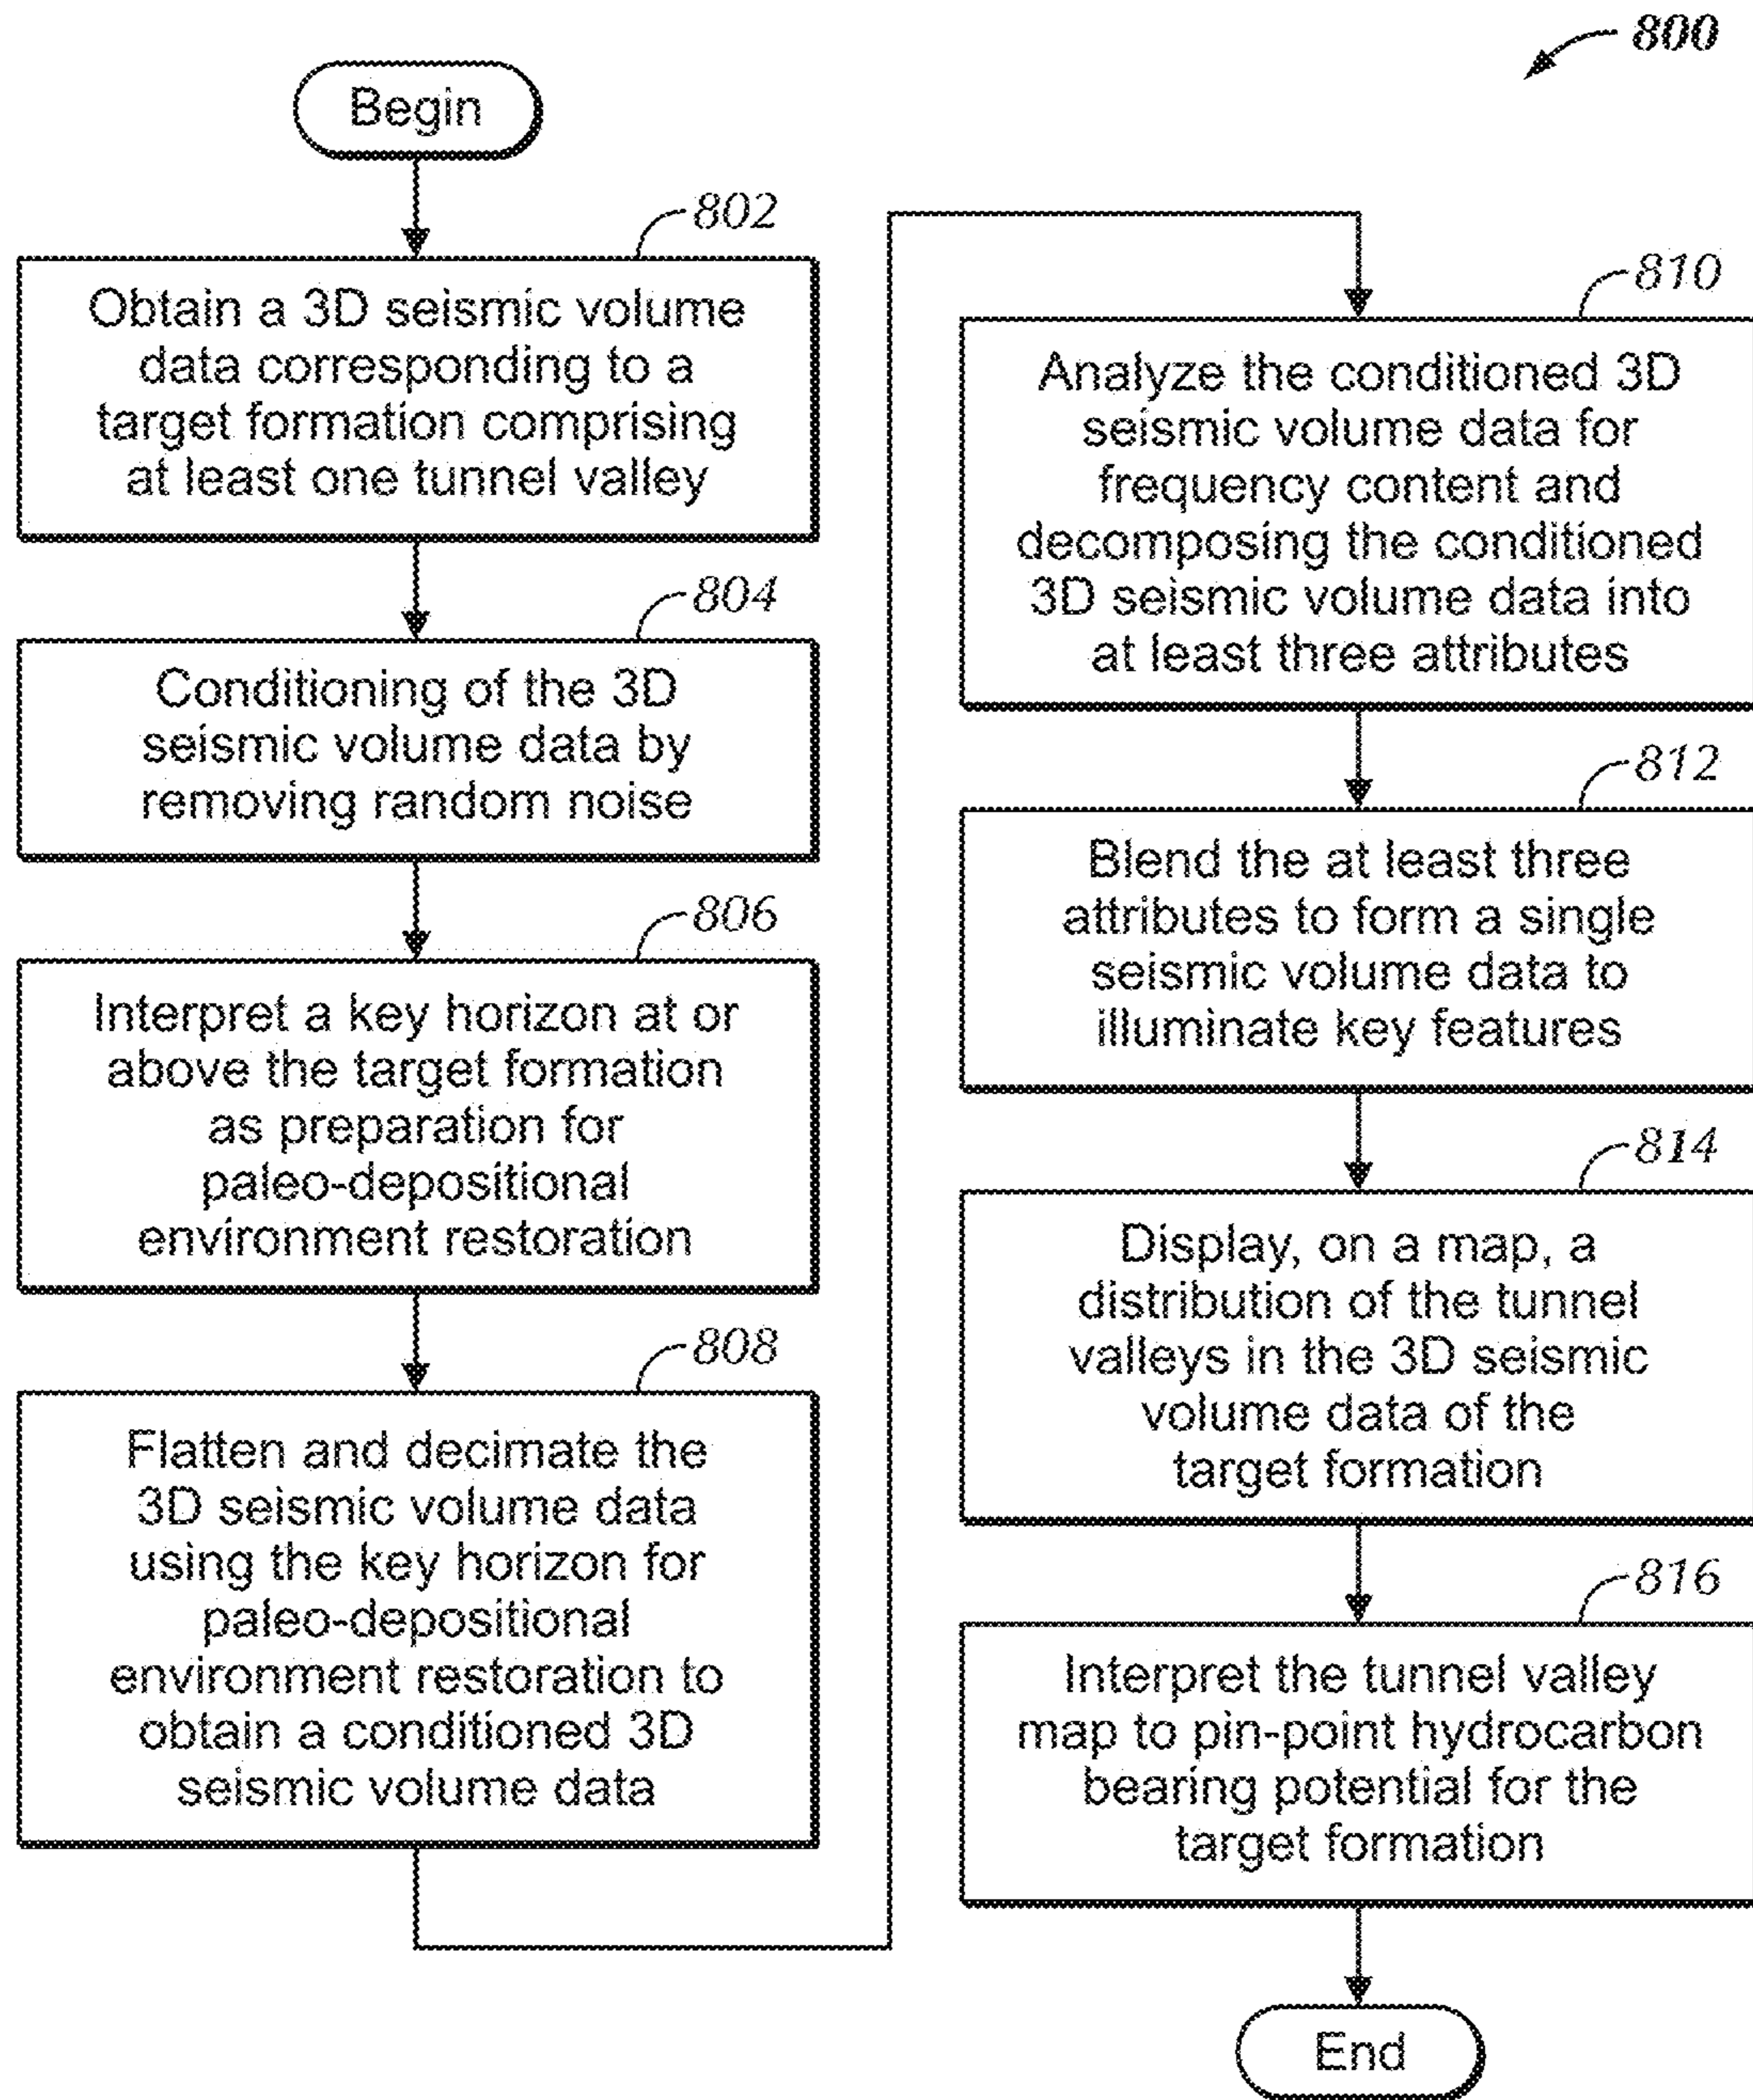 800
Begin
802
Obtain a 3D seismic volume
data corresponding to a
target formation comprising
at least one tunnel valley
804
Conditioning of the 3D
seismic volume data by
removing random noise
806
Interpret a key horizon at or
above the target formation
as preparation for
paleo-depositional
environment restoration
808
Flatten and decimate the
3D seismic volume data
using the key horizon for
paleo-depositional
environment restoration to
obtain a conditioned 3D
seismic volume data
810
Analyze the conditioned 3D
seismic volume data for
frequency content and
decomposing the conditioned
3D seismic volume data into
at least three attributes
812
Blend the at least three
attributes to form a single
seismic volume data to
illuminate key features
814
Display, on a map, a
distribution of the tunnel
valleys in the 3D seismic
volume data of the
target formation
816
Interpret the tunnel valley
map to pin-point hydrocarbon
bearing potential for the
target formation
End